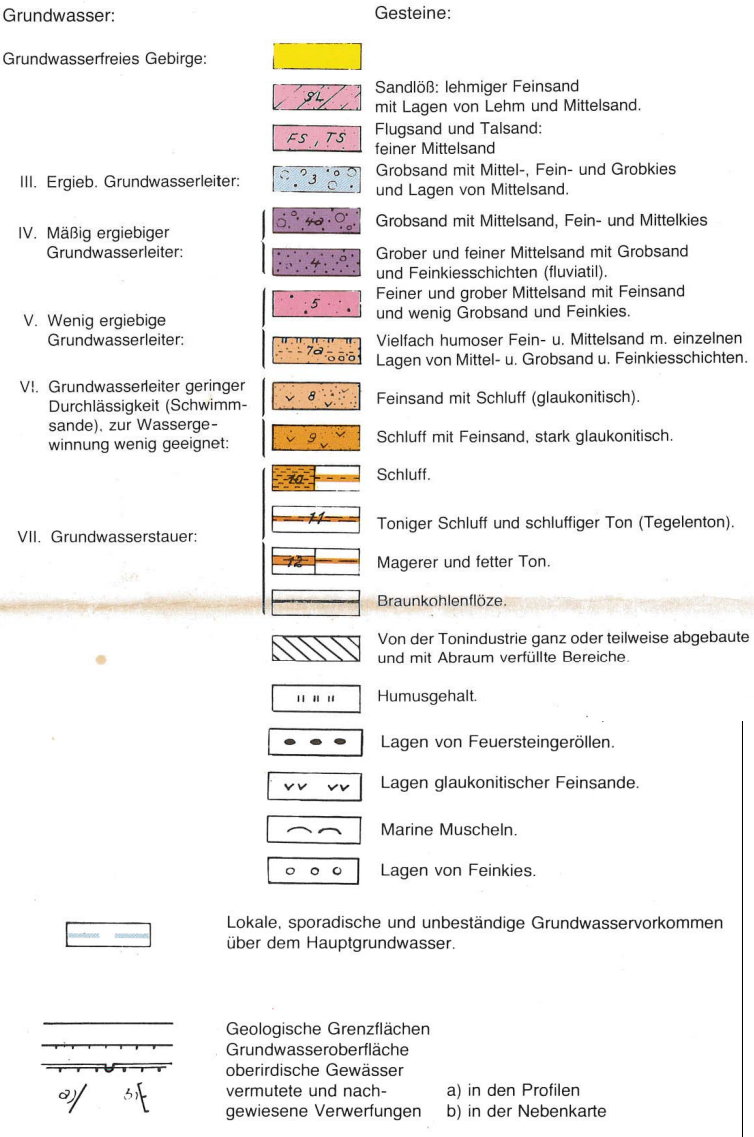 Grundwasser: Gesteine:
Grundwasserfreies Gebirge:
SL Sandlöß: lehmiger Feinsand
mit Lagen von Lehm und Mittelsand.
FS, TS Flugsand und Talsand:
feiner Mittelsand
III. Ergieb. Grundwasserleiter: 3 Grobsand mit Mittel-, Fein- und Grobkies
und Lagen von Mittelsand.
IV. Mäßig ergiebiger
Grundwasserleiter:
4a Grobsand mit Mittelsand, Fein- und Mittelkies
4 Grober und feiner Mittelsand mit Grobsand
und Feinkiesschichten (fluviatil).
V. Wenig ergiebige
Grundwasserleiter:
5 Feiner und grober Mittelsand mit Feinsand
und wenig Grobsand und Feinkies.
7a Vielfach humoser Fein- u. Mittelsand m. einzelnen
Lagen von Mittel- u. Grobsand u. Feinkiesschichten.
VI. Grundwasserleiter geringer
Durchlässigkeit (Schwimm-
sande), zur Wasserge-
winnung wenig geeignet:
8 Feinsand mit Schluff (glaukonitisch).
9 Schluff mit Feinsand, stark glaukonitisch.
VII. Grundwasserstauer:
10 Schluff.
11 Toniger Schluff und schluffiger Ton (Tegelenton).
12 Magerer und fetter Ton.
Braunkohlenflöze.
Von der Tonindustrie ganz oder teilweise abgebaute
und mit Abraum verfüllte Bereiche.
Humusgehalt.
Lagen von Feuersteingeröllen.
Lagen glaukonitischer Feinsande.
Marine Muscheln.
Lagen von Feinkies.
Lokale, sporadische und unbeständige Grundwasservorkommen
über dem Hauptgrundwasser.
Geologische Grenzflächen
Grundwasseroberfläche
oberirdische Gewässer
a) b) vermutete und nach- a) in den Profilen
gewiesene Verwerfungen b) in der Nebenkarte